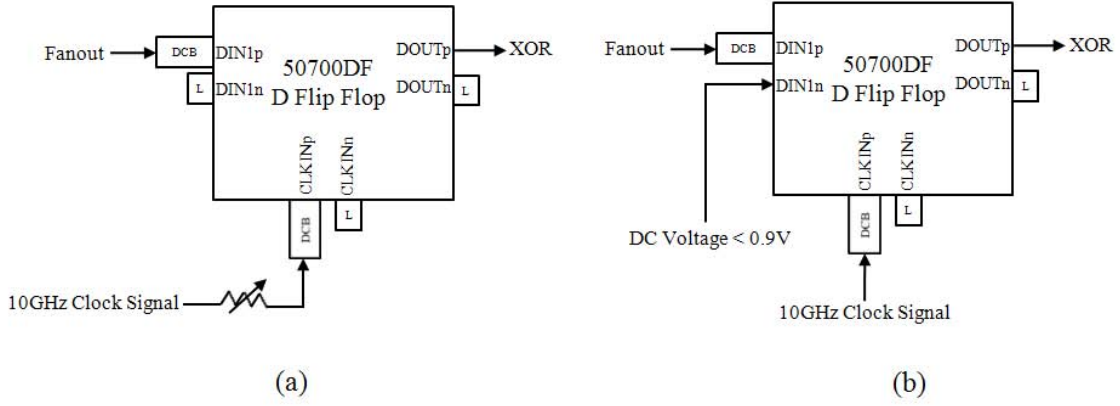 Fanout
DCB
DIN1p
DOUTp
XOR
50700DF
D Flip Flop
L
DIN1n
DOUTn
L
CLKINp
CLKINn
DCB
L
10GHz Clock Signal
(a)
Fanout
DCB
DIN1p
DOUTp
XOR
50700DF
D Flip Flop
DIN1n
DOUTn
L
CLKINp
CLKINn
DCB
L
DC Voltage < 0.9V
10GHz Clock Signal
(b)